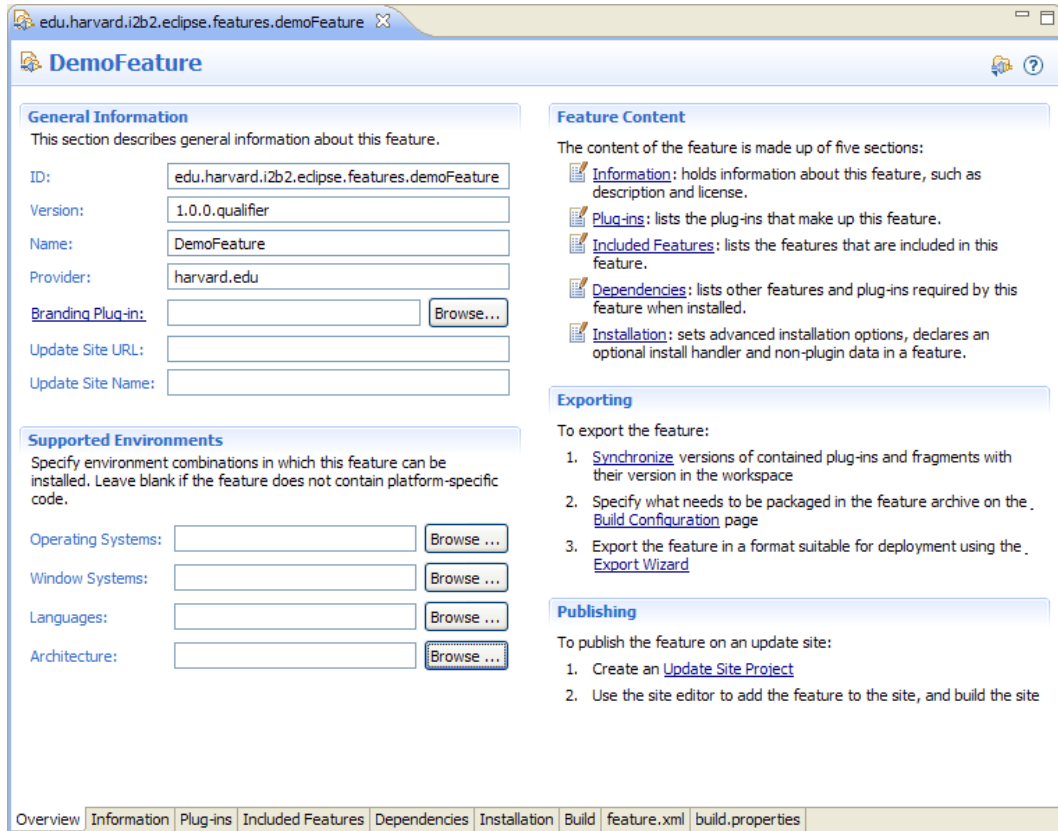 edu.harvard.i2b2.eclipse.features.demoFeature
DemoFeature
General Information
This section describes general information about this feature.
ID: edu.harvard.i2b2.eclipse.features.demoFeature
Version: 1.0.0.qualifier
Name: DemoFeature
Provider: harvard.edu
Branding Plug-in: Browse...
Update Site URL:
Update Site Name:
Supported Environments
Specify environment combinations in which this feature can be
installed. Leave blank if the feature does not contain platform-specific
code.
Operating Systems: Browse ...
Window Systems: Browse ...
Languages: Browse ...
Architecture: Browse ...
Feature Content
The content of the feature is made up of five sections:
Information: holds information about this feature, such as
description and license.
Plug-ins: lists the plug-ins that make up this feature.
Included Features: lists the features that are included in this
feature.
Dependencies: lists other features and plug-ins required by this
feature when installed.
Installation: sets advanced installation options, declares an
optional install handler and non-plugin data in a feature.
Exporting
To export the feature:
1. Synchronize versions of contained plug-ins and fragments with
their version in the workspace
2. Specify what needs to be packaged in the feature archive on the
Build Configuration page
3. Export the feature in a format suitable for deployment using the
Export Wizard
Publishing
To publish the feature on an update site:
1. Create an Update Site Project
2. Use the site editor to add the feature to the site, and build the site
Overview Information Plug-ins Included Features Dependencies Installation Build feature.xml build.properties